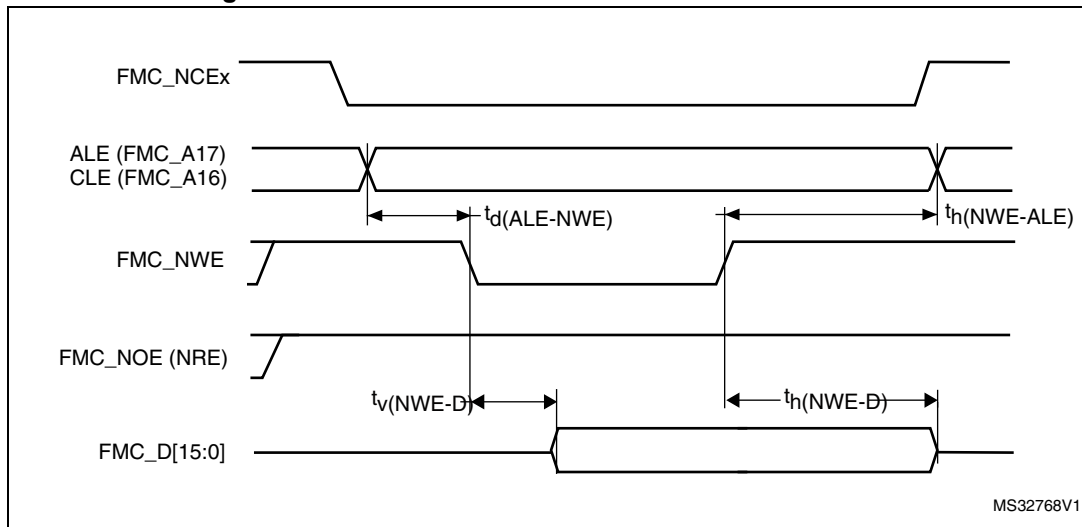 FMC_NCEx
ALE (FMC_A17)
CLE (FMC_A16)
td(ALE-NWE)
th(NWE-ALE)
FMC_NWE
FMC_NOE (NRE)
tv(NWE-D)
th(NWE-D)
FMC_D[15:0]
MS32768V1